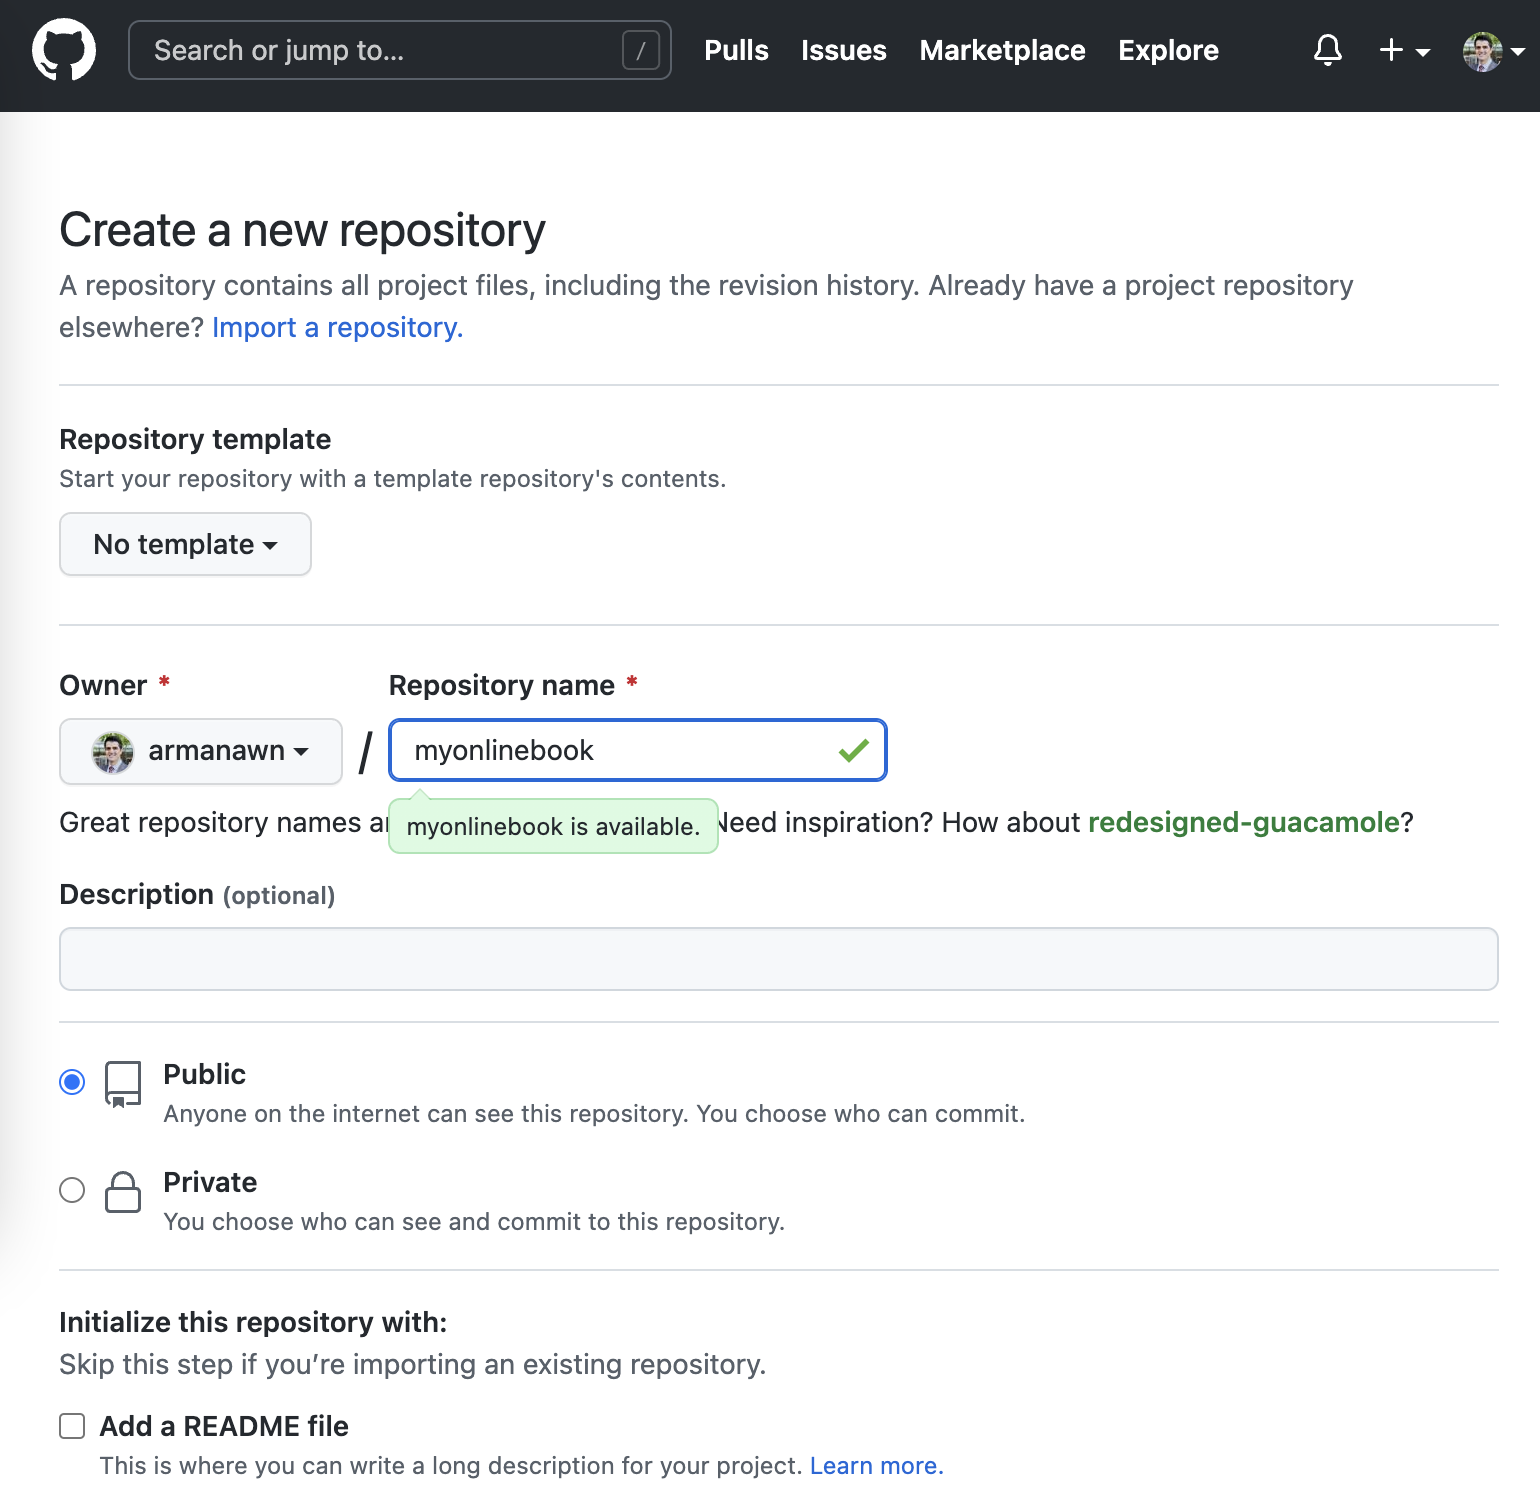 Search or jump to... / Pulls Issues Marketplace Explore
Create a new repository
A repository contains all project files, including the revision history. Already have a project repository
elsewhere? Import a repository.
Repository template
Start your repository with a template repository's contents.
No template
Owner * Repository name *
armanawn / myonlinebook
Great repository names myonlinebook is available. Need inspiration? How about redesigned-guacamole?
Description (optional)
Public
Anyone on the internet can see this repository. You choose who can commit.
Private
You choose who can see and commit to this repository.
Initialize this repository with:
Skip this step if you’re importing an existing repository.
Add a README file
This is where you can write a long description for your project. Learn more.